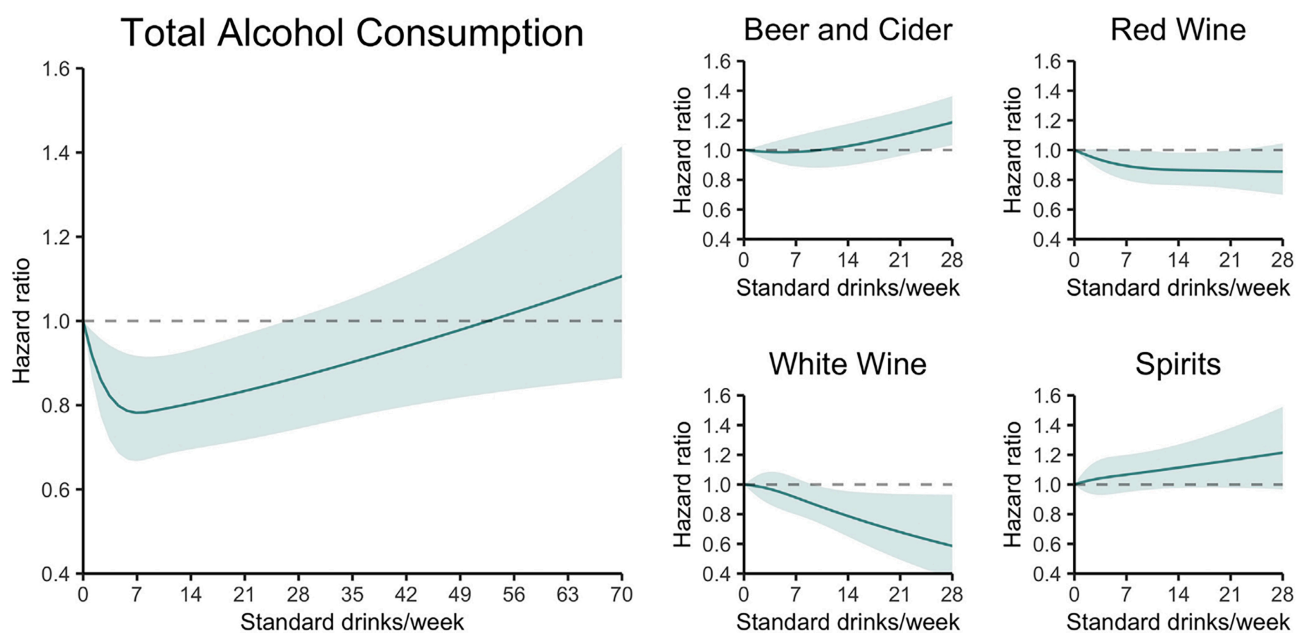 Total Alcohol Consumption
Hazard ratio
1.6
1.4
1.2
1.0
0.8
0.6
0.4
0 7 14 21 28 35 42 49 56 63 70
Standard drinks/week
Beer and Cider
Hazard ratio
1.6
1.4
1.2
1.0
0.8
0.6
0.4
0 7 14 21 28
Standard drinks/week
Red Wine
Hazard ratio
1.6
1.4
1.2
1.0
0.8
0.6
0.4
0 7 14 21 28
Standard drinks/week
White Wine
Hazard ratio
1.6
1.4
1.2
1.0
0.8
0.6
0.4
0 7 14 21 28
Standard drinks/week
Spirits
Hazard ratio
1.6
1.4
1.2
1.0
0.8
0.6
0.4
0 7 14 21 28
Standard drinks/week